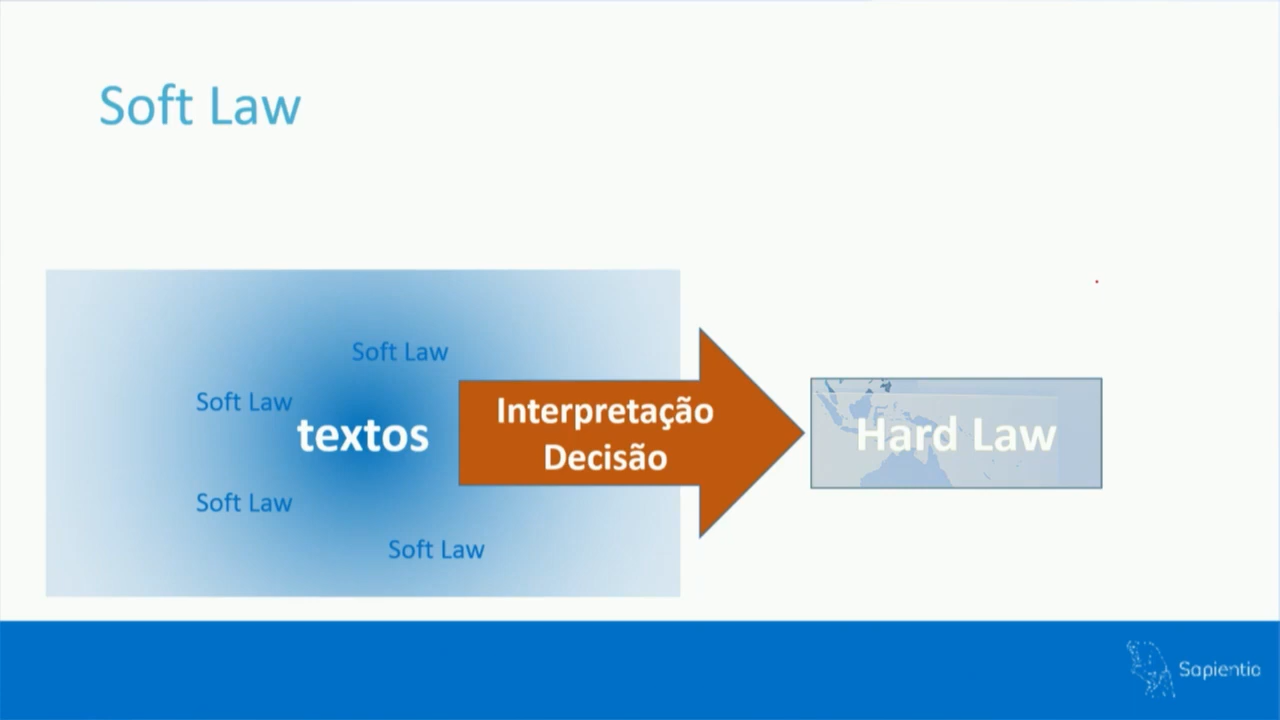 Soft Law
Soft Law
Soft Law
textos
Soft Law
Soft Law
Interpretação
Decisão
Hard Law
Sapientia